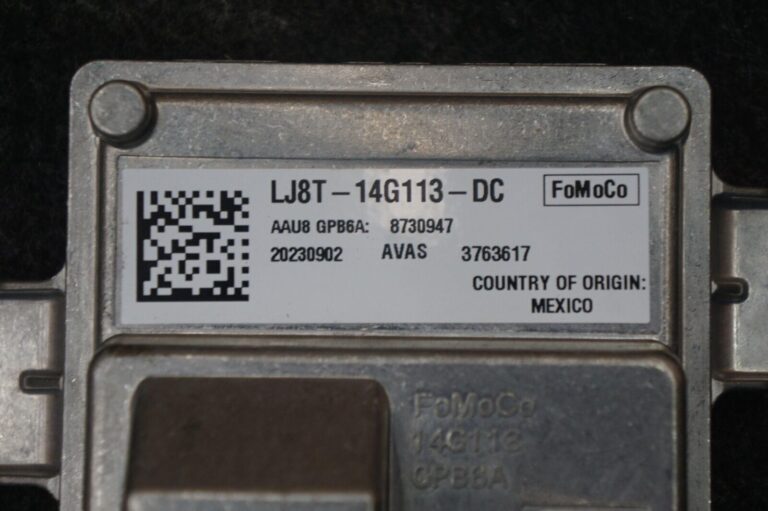 LJ8T-14G113-DC FoMoCo
AAU8 GPB6A: 8730947
20230902 AVAS 3763617
COUNTRY OF ORIGIN:
MEXICO
FoMoCo
14G113
GPB6A